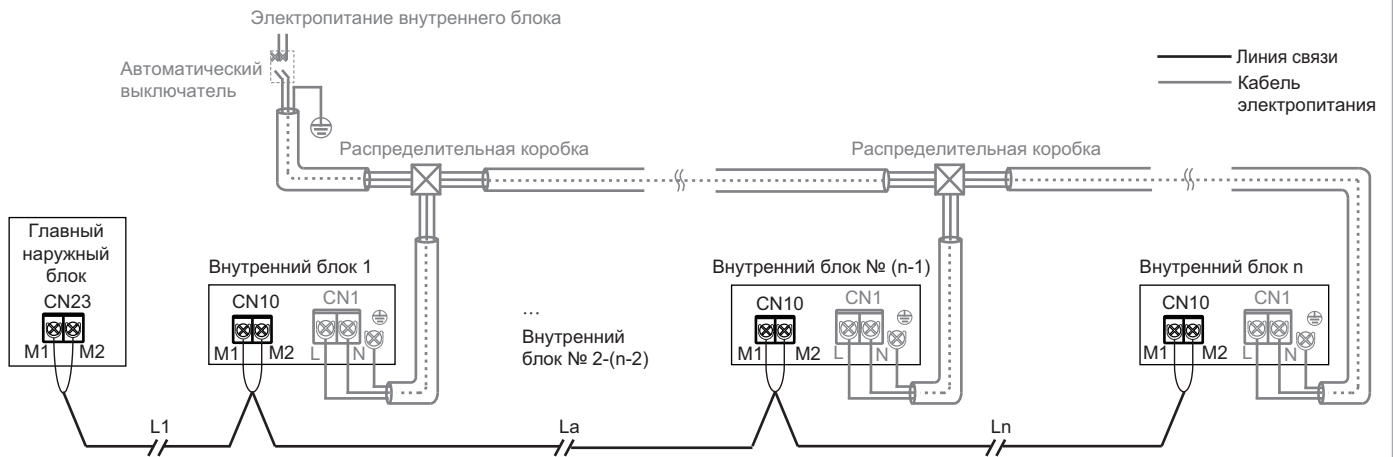 Электропитание внутреннего блока
Автоматический
выключатель
Линия связи
Кабель
электропитания
Распределительная коробка
Распределительная коробка
Главный
наружный
блок
CN23
M1 M2
Внутренний блок 1
CN10 CN1
M1 M2 L N
...
Внутренний
блок № 2-(n-2)
Внутренний блок № (n-1)
CN10 CN1
M1 M2 L N
Внутренний блок n
CN10 CN1
M1 M2 L N
L1
La
Ln